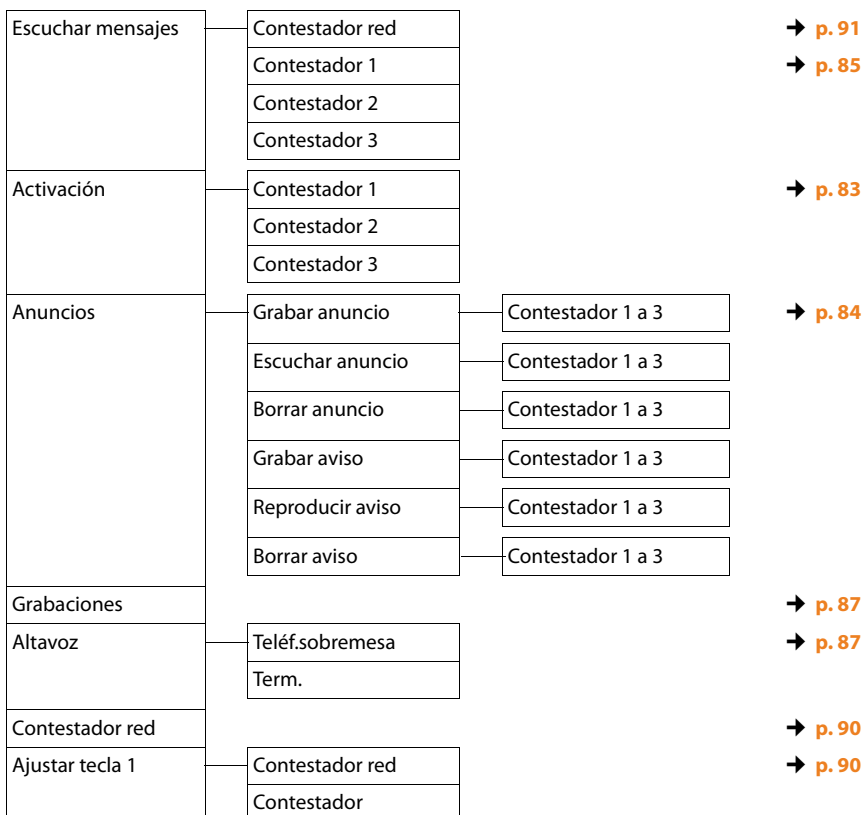 Escuchar mensajes Contestador red ➔ p. 91
Contestador 1 ➔ p. 85
Contestador 2
Contestador 3
Activación Contestador 1 ➔ p. 83
Contestador 2
Contestador 3
Anuncios Grabar anuncio Contestador 1 a 3 ➔ p. 84
Escuchar anuncio Contestador 1 a 3
Borrar anuncio Contestador 1 a 3
Grabar aviso Contestador 1 a 3
Reproducir aviso Contestador 1 a 3
Borrar aviso Contestador 1 a 3
Grabaciones ➔ p. 87
Altavoz Teléf.sobremesa ➔ p. 87
Term.
Contestador red ➔ p. 90
Ajustar tecla 1 Contestador red ➔ p. 90
Contestador